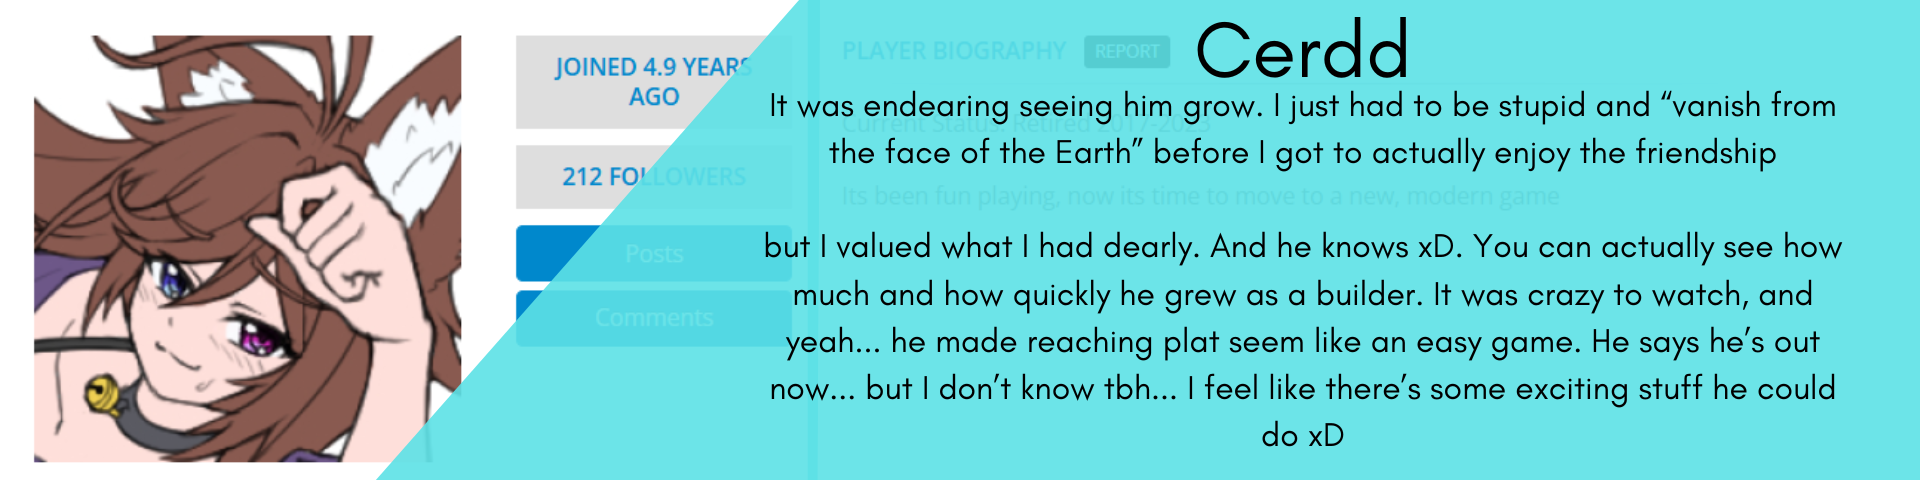 JOINED 4.9 YEARS
AGO
212 FOLLOWERS
Posts
Comments
PLAYER BIOGRAPHY
REPORT
Current Status: Retired 2017-2023
Its been fun playing, now its time to move to a new, modern game
Cerdd
It was endearing seeing him grow. I just had to be stupid and “vanish from
the face of the Earth” before I got to actually enjoy the friendship
but I valued what I had dearly. And he knows xD. You can actually see how
much and how quickly he grew as a builder. It was crazy to watch, and
yeah... he made reaching plat seem like an easy game. He says he’s out
now... but I don’t know tbh... I feel like there’s some exciting stuff he could
do xD